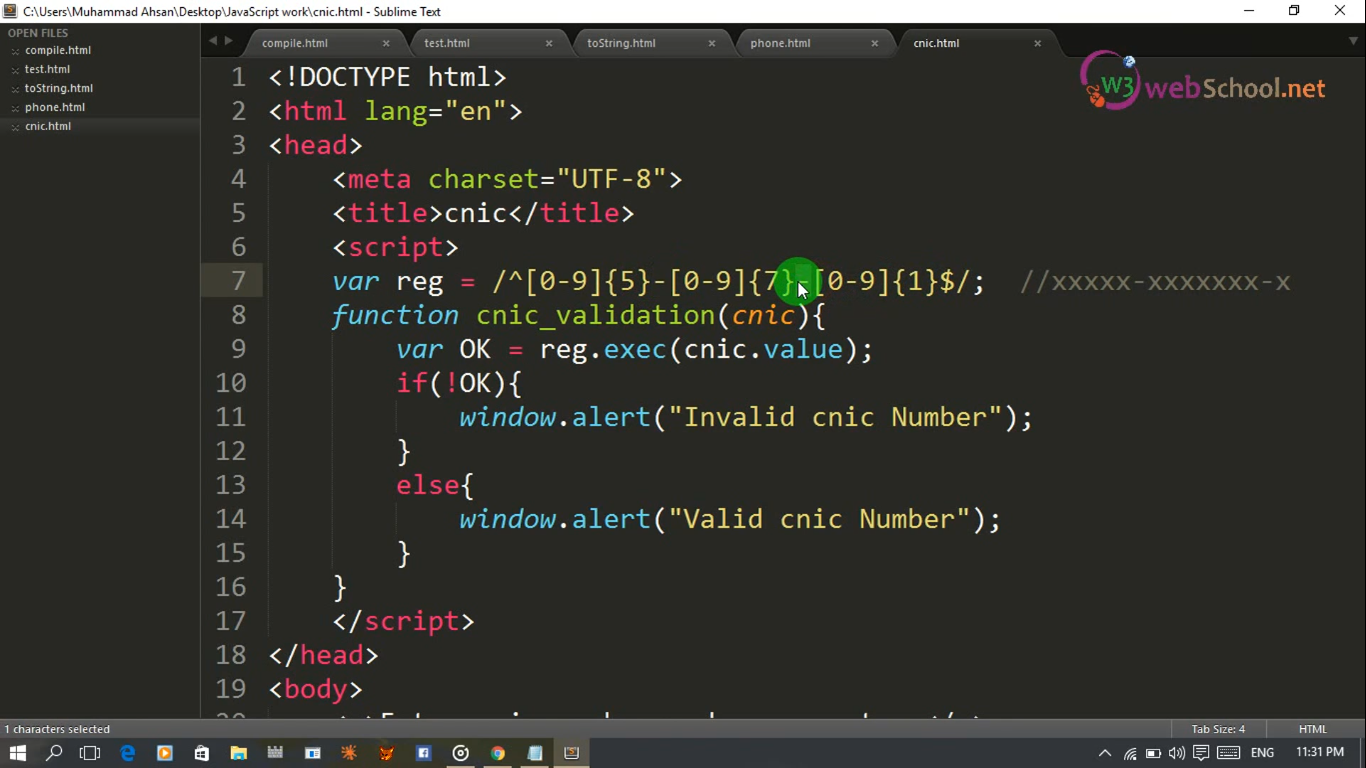 C:\Users\Muhammad Ahsan\Desktop\JavaScript work\cnic.html - Sublime Text
OPEN FILES
compile.html
test.html
toString.html
phone.html
cnic.html
compile.html
test.html
toString.html
phone.html
cnic.html
W3 webSchool.net
1 <!DOCTYPE html>
2 <html lang="en">
3 <head>
4 <meta charset="UTF-8">
5 <title>cnic</title>
6 <script>
7 var reg = /^[0-9]{5}-[0-9]{7}-[0-9]{1}$/; //xxxxx-xxxxxxx-x
8 function cnic_validation(cnic){
9 var OK = reg.exec(cnic.value);
10 if(!OK){
11 window.alert("Invalid cnic Number");
12 }
13 else{
14 window.alert("Valid cnic Number");
15 }
16 }
17 </script>
18 </head>
19 <body>
1 characters selected
Tab Size: 4
HTML
ENG
11:31 PM